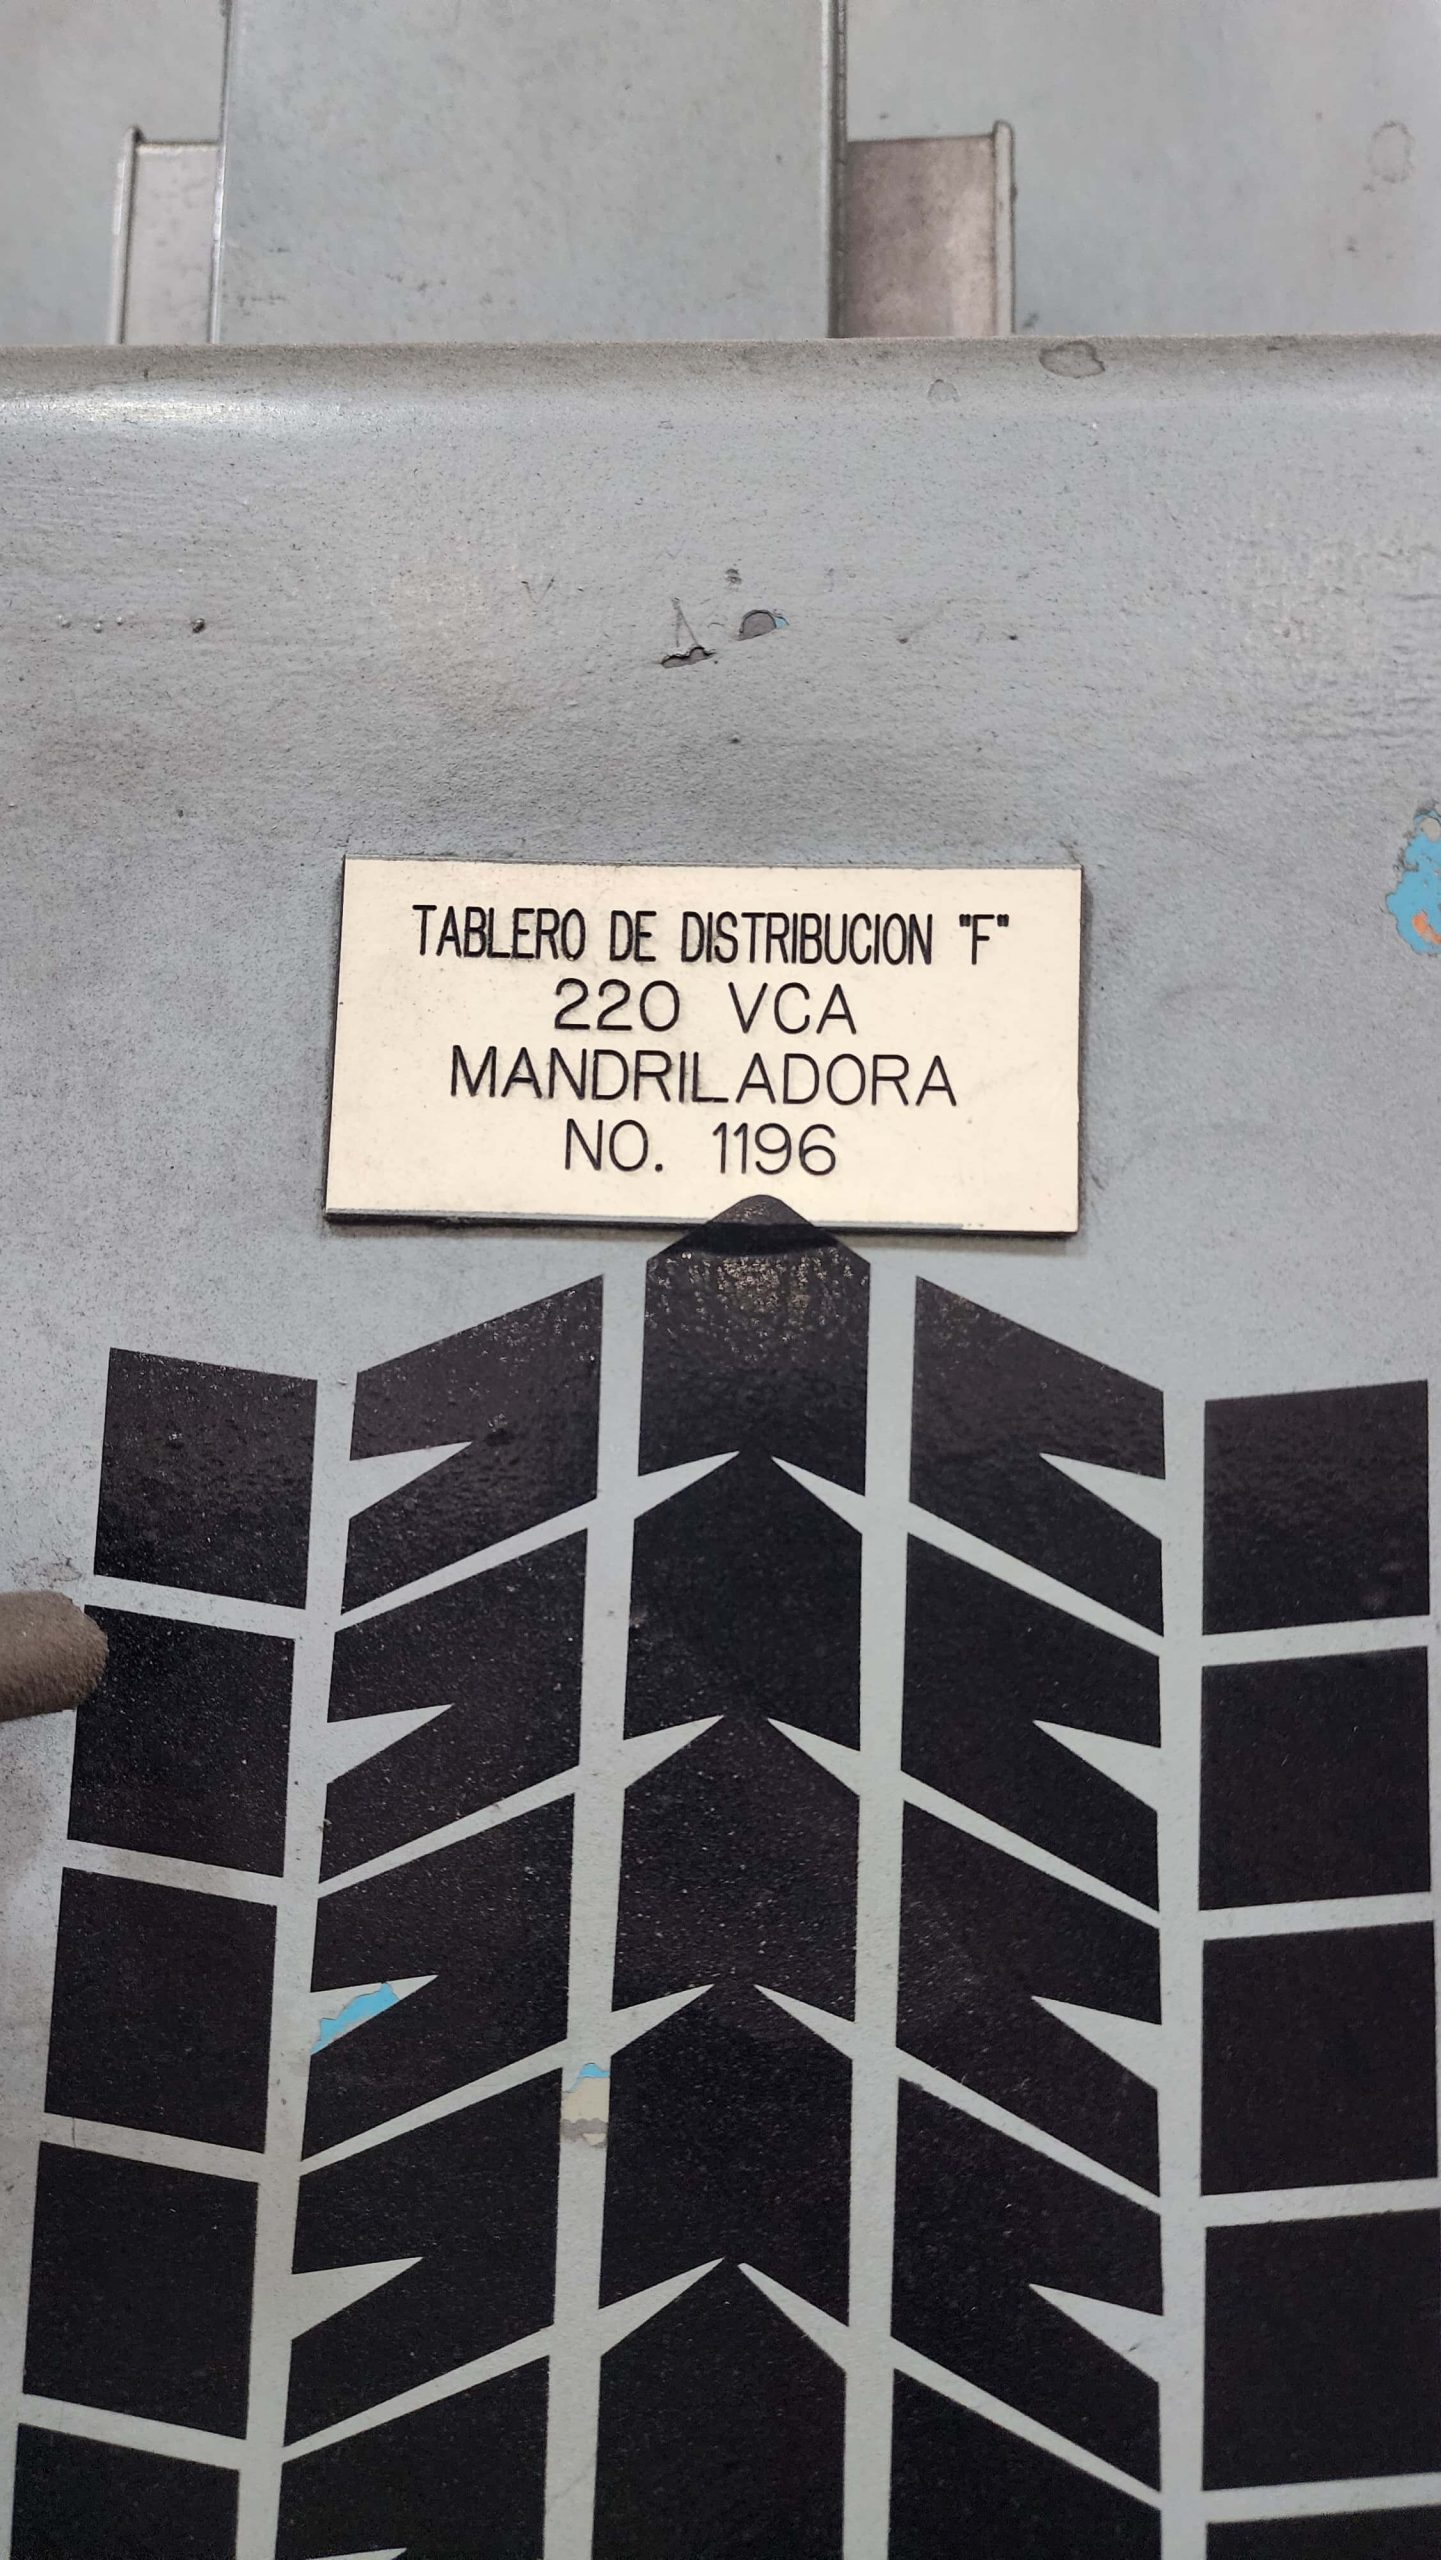 TABLERO DE DISTRIBUCION "F"
220 VCA
MANDRILADORA
NO. 1196